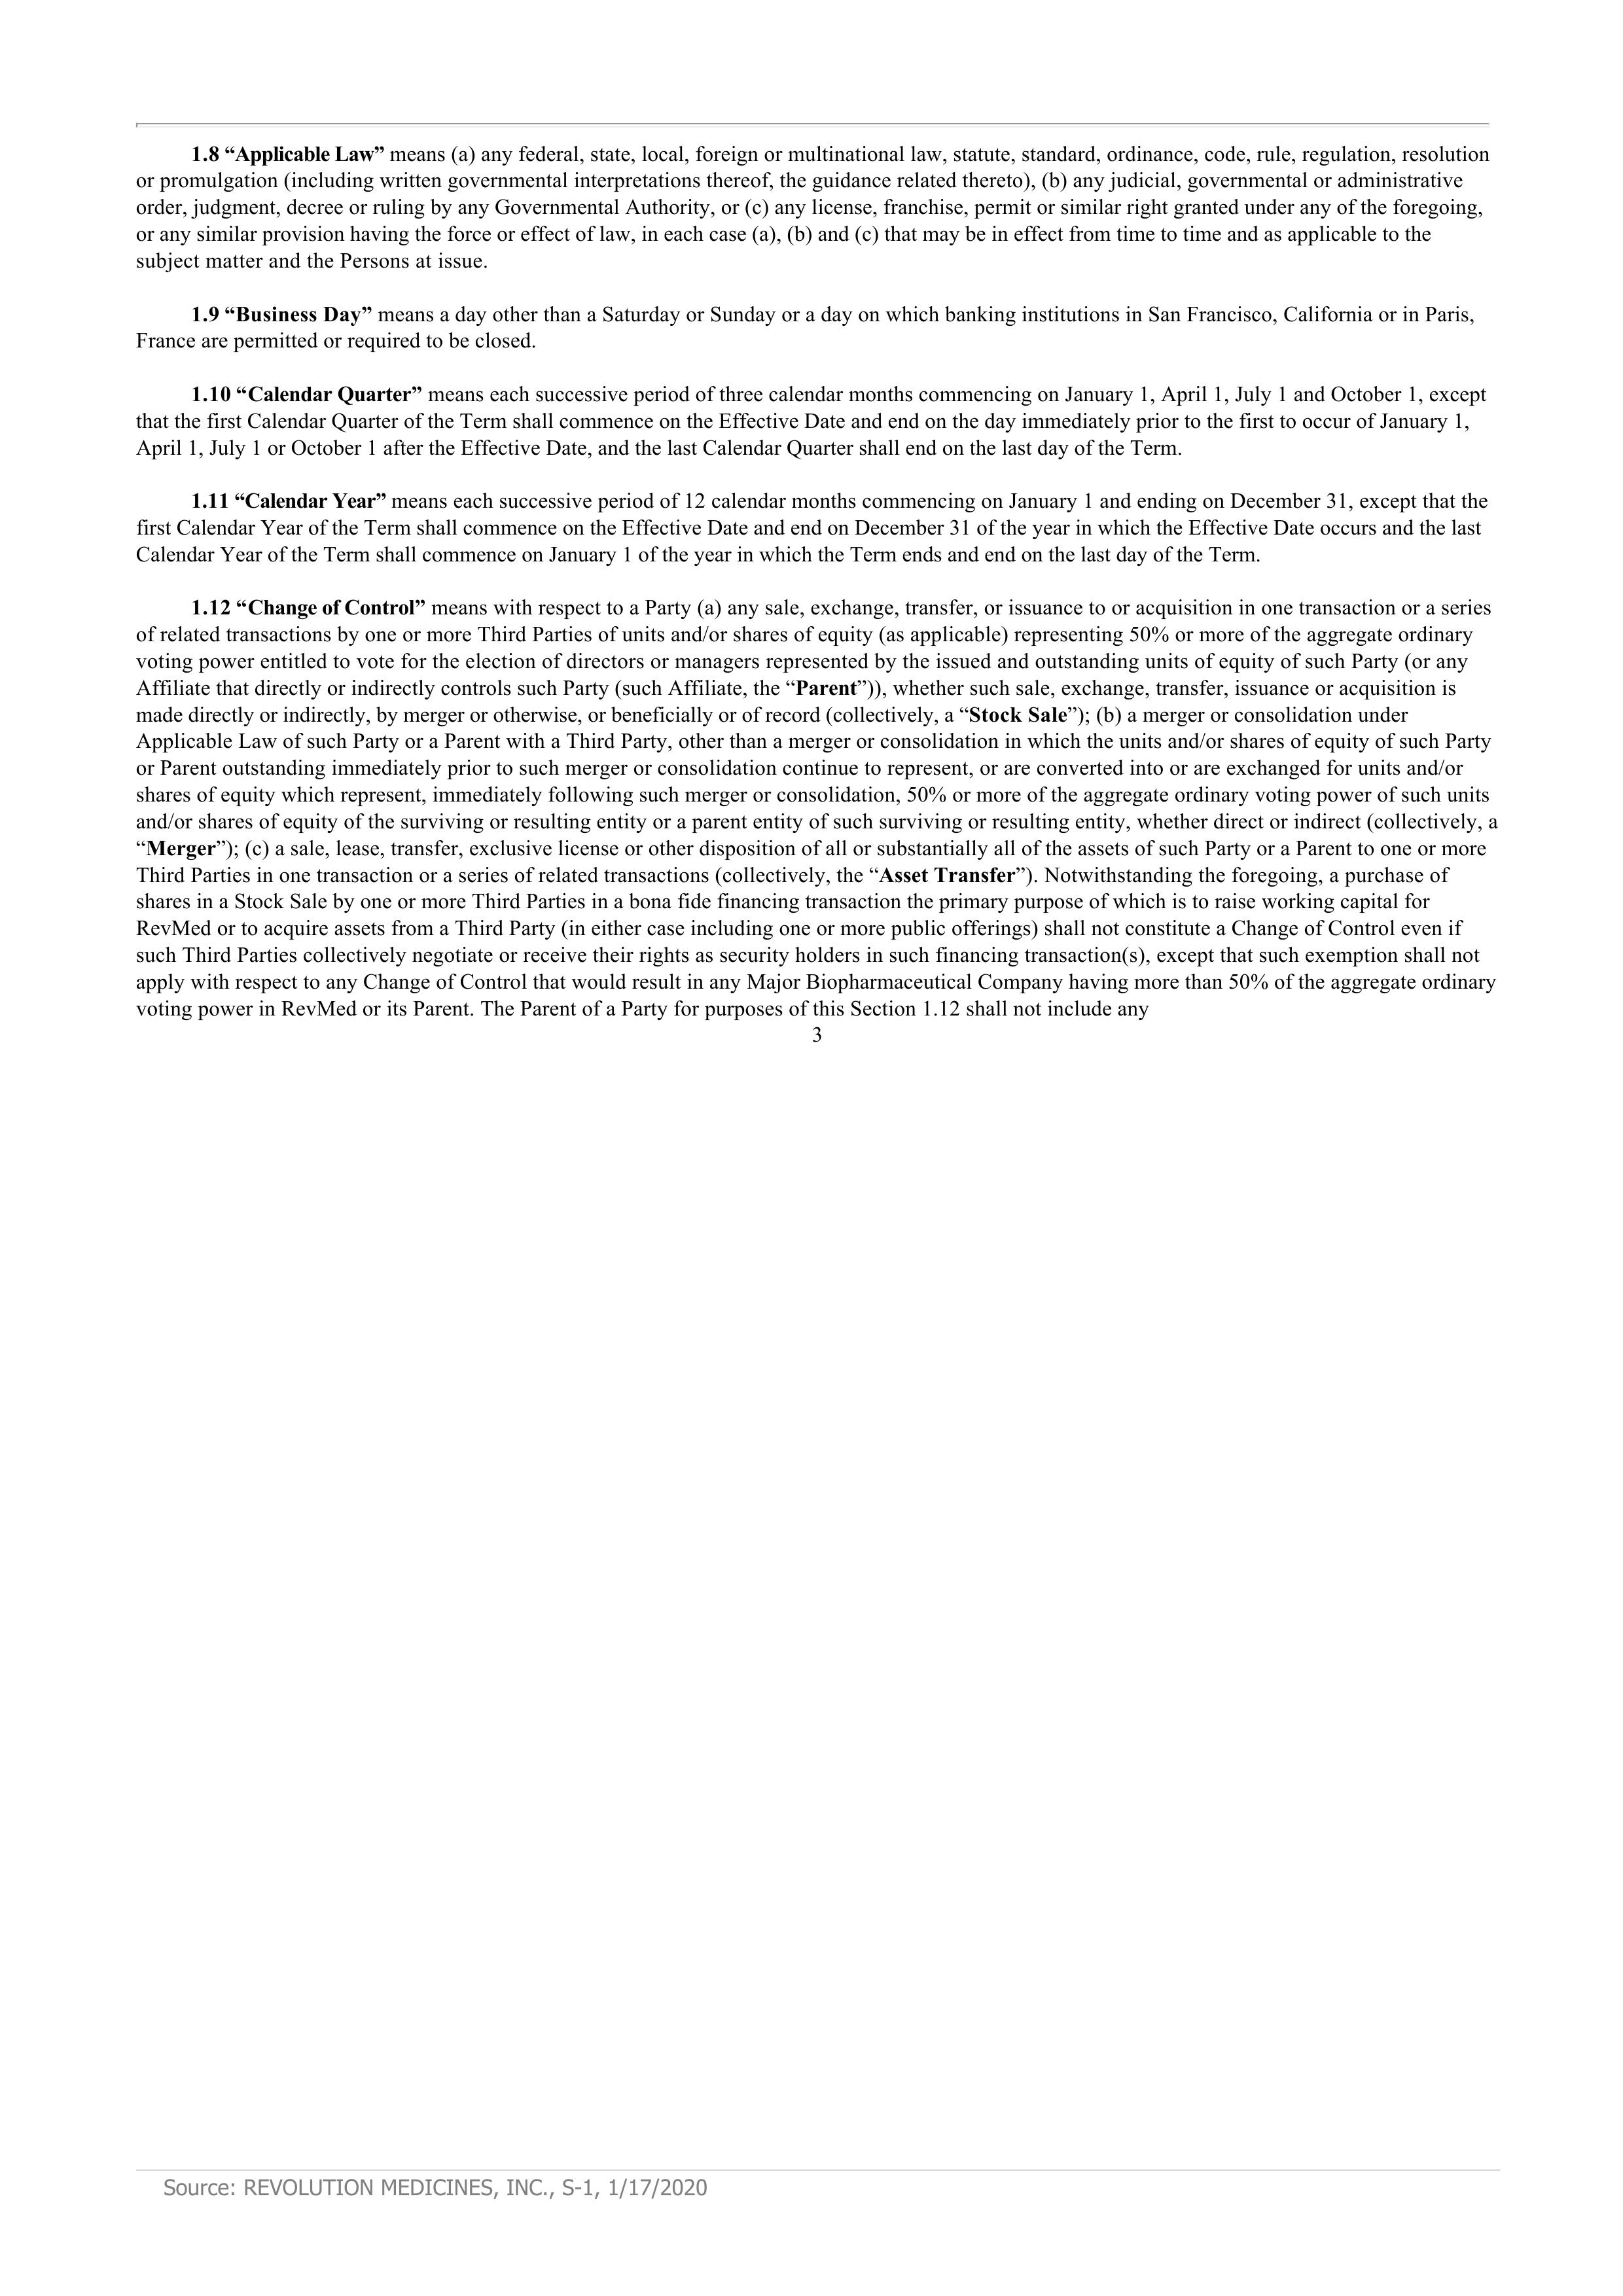 1.8 “Applicable Law” means (a) any federal, state, local, foreign or multinational law, statute, standard, ordinance, code, rule, regulation, resolution
or promulgation (including written governmental interpretations thereof, the guidance related thereto), (b) any judicial, governmental or administrative
order, judgment, decree or ruling by any Governmental Authority, or (c) any license, franchise, permit or similar right granted under any of the foregoing,
or any similar provision having the force or effect of law, in each case (a), (b) and (c) that may be in effect from time to time and as applicable to the
subject matter and the Persons at issue.
1.9 “Business Day” means a day other than a Saturday or Sunday or a day on which banking institutions in San Francisco, California or in Paris,
France are permitted or required to be closed.
1.10 “Calendar Quarter” means each successive period of three calendar months commencing on January 1, April 1, July 1 and October 1, except
that the first Calendar Quarter of the Term shall commence on the Effective Date and end on the day immediately prior to the first to occur of January 1,
April 1, July 1 or October 1 after the Effective Date, and the last Calendar Quarter shall end on the last day of the Term.
1.11 “Calendar Year” means each successive period of 12 calendar months commencing on January 1 and ending on December 31, except that the
first Calendar Year of the Term shall commence on the Effective Date and end on December 31 of the year in which the Effective Date occurs and the last
Calendar Year of the Term shall commence on January 1 of the year in which the Term ends and end on the last day of the Term.
1.12 “Change of Control” means with respect to a Party (a) any sale, exchange, transfer, or issuance to or acquisition in one transaction or a series
of related transactions by one or more Third Parties of units and/or shares of equity (as applicable) representing 50% or more of the aggregate ordinary
voting power entitled to vote for the election of directors or managers represented by the issued and outstanding units of equity of such Party (or any
Affiliate that directly or indirectly controls such Party (such Affiliate, the “Parent”)), whether such sale, exchange, transfer, issuance or acquisition is
made directly or indirectly, by merger or otherwise, or beneficially or of record (collectively, a “Stock Sale”); (b) a merger or consolidation under
Applicable Law of such Party or a Parent with a Third Party, other than a merger or consolidation in which the units and/or shares of equity of such Party
or Parent outstanding immediately prior to such merger or consolidation continue to represent, or are converted into or are exchanged for units and/or
shares of equity which represent, immediately following such merger or consolidation, 50% or more of the aggregate ordinary voting power of such units
and/or shares of equity of the surviving or resulting entity or a parent entity of such surviving or resulting entity, whether direct or indirect (collectively, a
“Merger”); (c) a sale, lease, transfer, exclusive license or other disposition of all or substantially all of the assets of such Party or a Parent to one or more
Third Parties in one transaction or a series of related transactions (collectively, the “Asset Transfer”). Notwithstanding the foregoing, a purchase of
shares in a Stock Sale by one or more Third Parties in a bona fide financing transaction the primary purpose of which is to raise working capital for
RevMed or to acquire assets from a Third Party (in either case including one or more public offerings) shall not constitute a Change of Control even if
such Third Parties collectively negotiate or receive their rights as security holders in such financing transaction(s), except that such exemption shall not
apply with respect to any Change of Control that would result in any Major Biopharmaceutical Company having more than 50% of the aggregate ordinary
voting power in RevMed or its Parent. The Parent of a Party for purposes of this Section 1.12 shall not include any
3
Source: REVOLUTION MEDICINES, INC., S-1, 1/17/2020